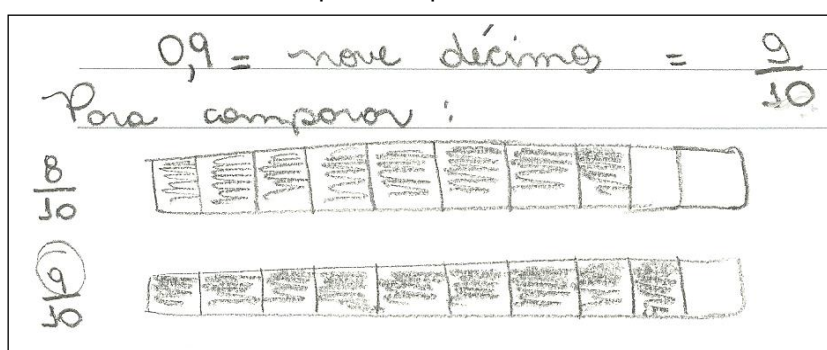 0,9 = nove décimos = 9/10
Para comparar :
8/10
9/10